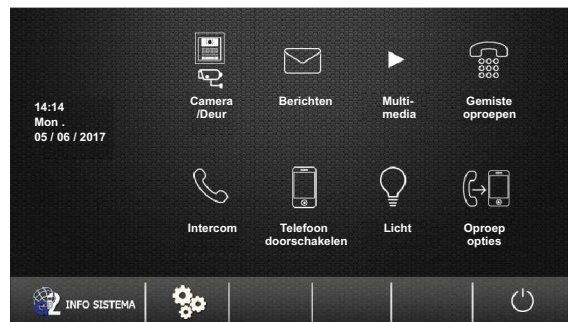 14:14
Mon .
05 / 06 / 2017
Camera
/Deur
Berichten
Multi-
media
Gemiste
oproepen
Intercom
Telefoon
doorschakelen
Licht
Oproep
opties
2 INFO SISTEMA